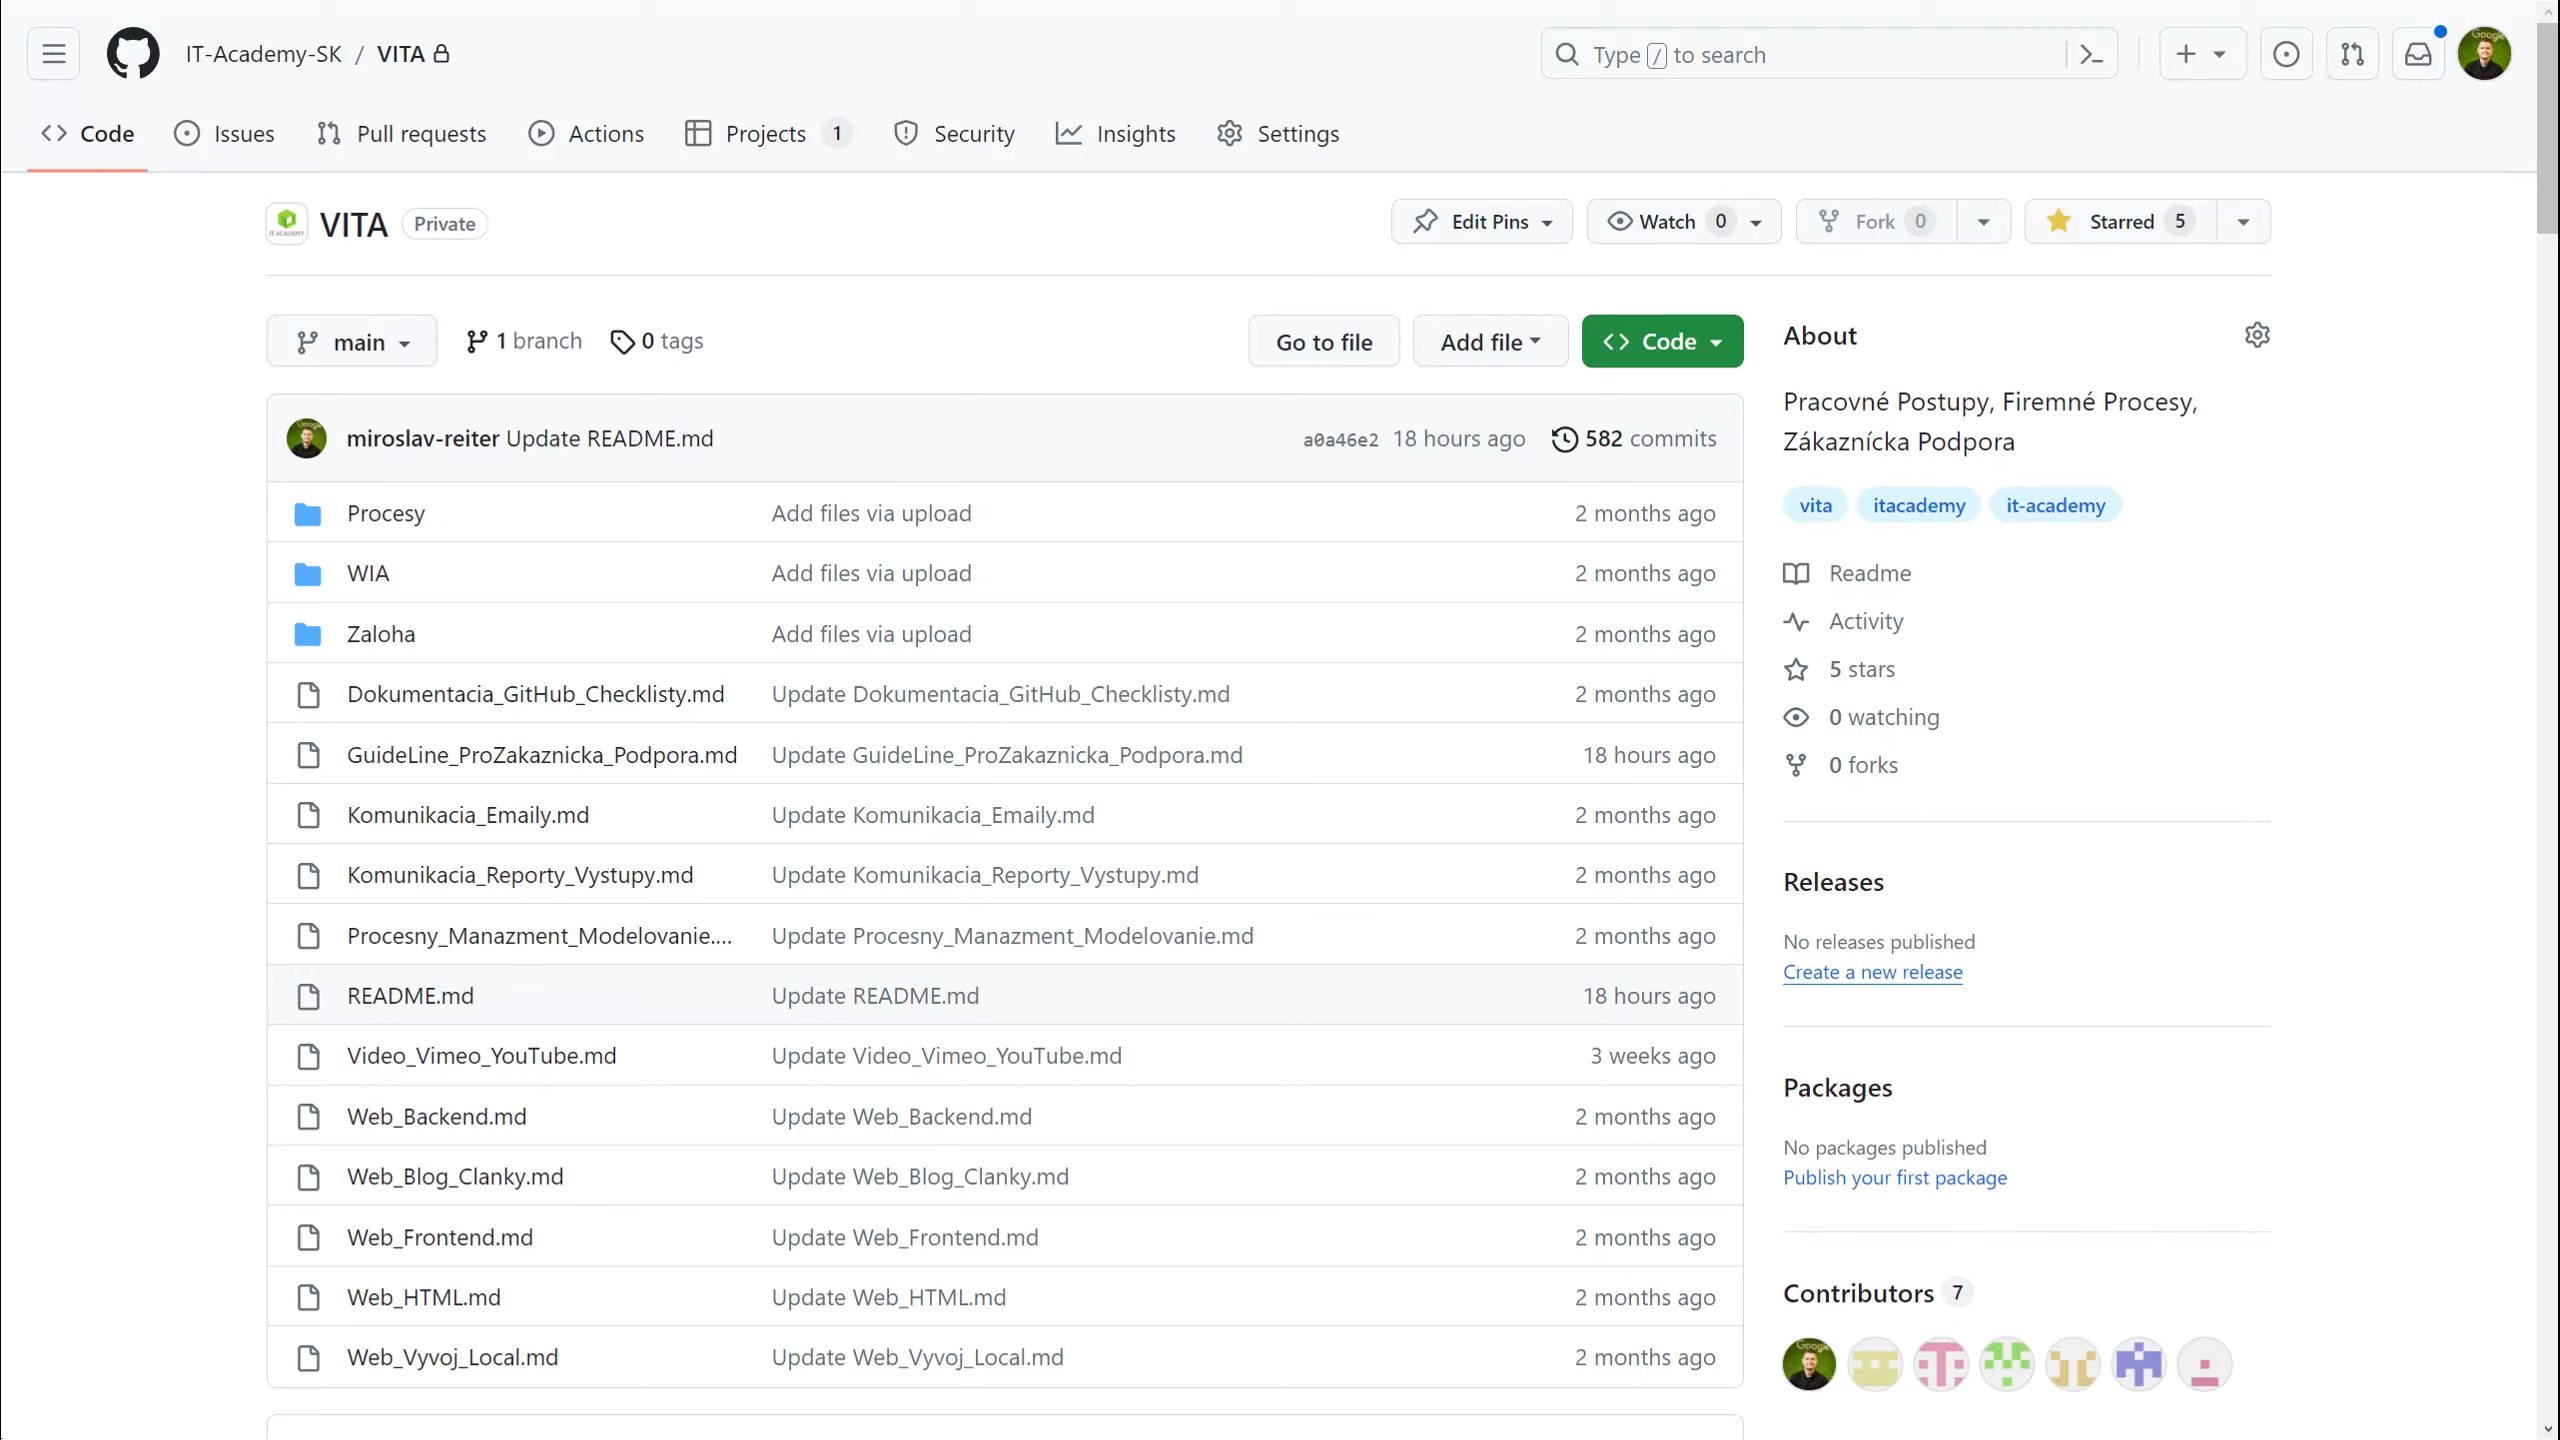 IT-Academy-SK / VITA
Type / to search
Code
Issues
Pull requests
Actions
Projects 1
Security
Insights
Settings
IT ACADEMY
VITA Private
Edit Pins
Watch 0
Fork 0
Starred 5
main
1 branch
0 tags
Go to file
Add file
Code
miroslav-reiter Update README.md a0a46e2 18 hours ago 582 commits
Procesy Add files via upload 2 months ago
WIA Add files via upload 2 months ago
Zaloha Add files via upload 2 months ago
Dokumentacia_GitHub_Checklisty.md Update Dokumentacia_GitHub_Checklisty.md 2 months ago
GuideLine_ProZakaznicka_Podpora.md Update GuideLine_ProZakaznicka_Podpora.md 18 hours ago
Komunikacia_Emaily.md Update Komunikacia_Emaily.md 2 months ago
Komunikacia_Reporty_Vystupy.md Update Komunikacia_Reporty_Vystupy.md 2 months ago
Procesny_Manazment_Modelovanie.... Update Procesny_Manazment_Modelovanie.md 2 months ago
README.md Update README.md 18 hours ago
Video_Vimeo_YouTube.md Update Video_Vimeo_YouTube.md 3 weeks ago
Web_Backend.md Update Web_Backend.md 2 months ago
Web_Blog_Clanky.md Update Web_Blog_Clanky.md 2 months ago
Web_Frontend.md Update Web_Frontend.md 2 months ago
Web_HTML.md Update Web_HTML.md 2 months ago
Web_Vyvoj_Local.md Update Web_Vyvoj_Local.md 2 months ago
About
Pracovné Postupy, Firemné Procesy,
Zákaznícka Podpora
vita itacademy it-academy
Readme
Activity
5 stars
0 watching
0 forks
Releases
No releases published
Create a new release
Packages
No packages published
Publish your first package
Contributors 7